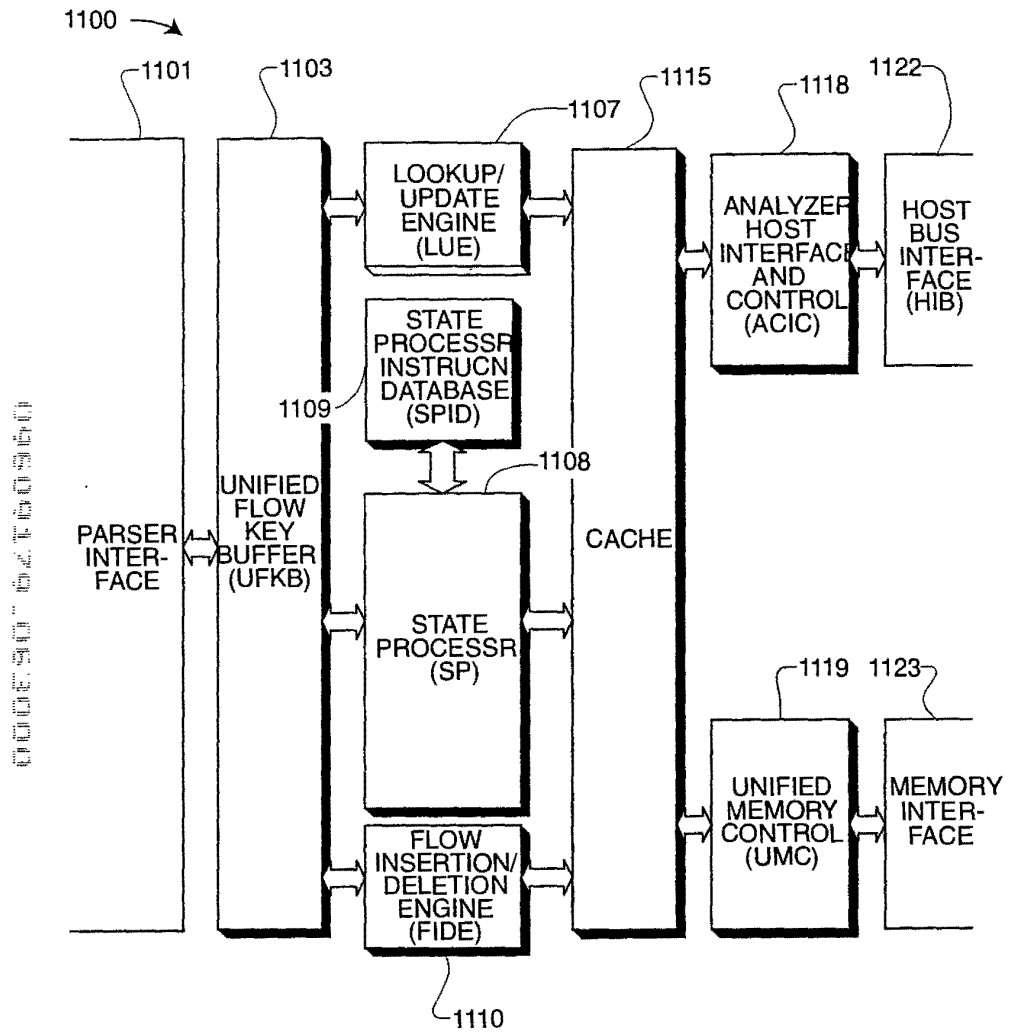 1100
1101
1103
1107
1115
1118
1122
LOOKUP/
UPDATE
ENGINE
(LUE)
ANALYZER
HOST
INTERFACE
AND
CONTROL
(ACIC)
HOST
BUS
INTER-
FACE
(HIB)
STATE
PROCESSR
INSTRUCN
DATABASE
(SPID)
1109
1108
PARSER
INTER-
FACE
UNIFIED
FLOW
KEY
BUFFER
(UFKB)
CACHE
STATE
PROCESSR
(SP)
1119
1123
UNIFIED
MEMORY
CONTROL
(UMC)
MEMORY
INTER-
FACE
FLOW
INSERTION/
DELETION
ENGINE
(FIDE)
1110